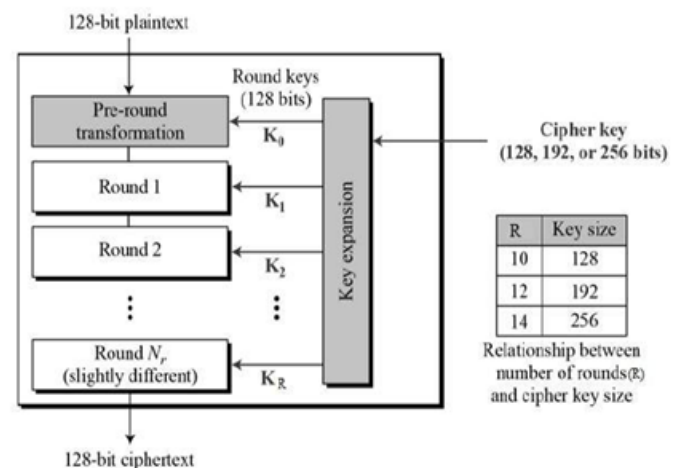 128-bit plaintext
Round keys
(128 bits)
Pre-round
transformation
K₀
Cipher key
(128, 192, or 256 bits)
Round 1
K₁
Key expansion
Round 2
K₂
R Key size
10 128
12 192
14 256
Relationship between
number of rounds(R)
and cipher key size
Round Nᵣ
(slightly different)
K_R
128-bit ciphertext